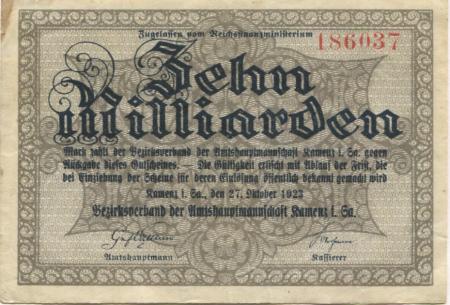 Zugelassen vom Reichsfinanzministerium
186037
Zehn
Milliarden
Mark zahlt der Bezirksverband der Amtshauptmannschaft Kamenz i. Sa. gegen
Rückgabe dieses Gutscheines. — Die Gültigkeit erlischt mit Ablauf der Frist, die
bei Einziehung der Scheine für deren Einlösung öffentlich bekannt gemacht wird
Kamenz i. Sa., den 27. Oktober 1923
Bezirksverband der Amtshauptmannschaft Kamenz i. Sa.
Amtshauptmann
Kassierer